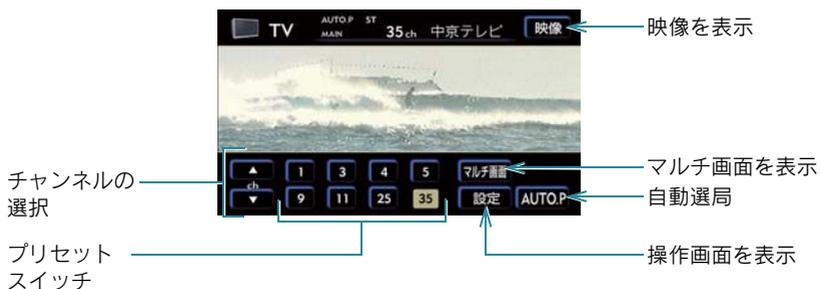 TV AUTO.P ST MAIN 35ch 中京テレビ 映像
映像を表示
▲ 1 3 4 5 マルチ画面
マルチ画面を表示
ch
▼ 9 11 25 35 設定 AUTO.P
自動選局
チャンネルの
選択
操作画面を表示
プリセット
スイッチ